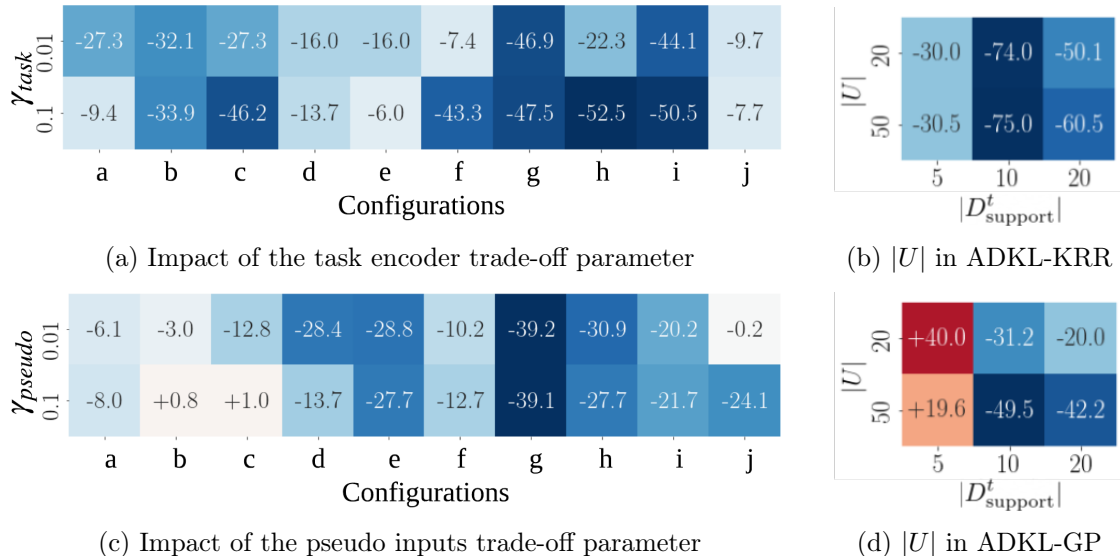 γtask
0.01 -27.3 -32.1 -27.3 -16.0 -16.0 -7.4 -46.9 -22.3 -44.1 -9.7
0.1 -9.4 -33.9 -46.2 -13.7 -6.0 -43.3 -47.5 -52.5 -50.5 -7.7
a b c d e f g h i j
Configurations
(a) Impact of the task encoder trade-off parameter
|U|
20 -30.0 -74.0 -50.1
50 -30.5 -75.0 -60.5
5 10 20
|D^t_support|
(b) |U| in ADKL-KRR
γpseudo
0.01 -6.1 -3.0 -12.8 -28.4 -28.8 -10.2 -39.2 -30.9 -20.2 -0.2
0.1 -8.0 +0.8 +1.0 -13.7 -27.7 -12.7 -39.1 -27.7 -21.7 -24.1
a b c d e f g h i j
Configurations
(c) Impact of the pseudo inputs trade-off parameter
|U|
20 +40.0 -31.2 -20.0
50 +19.6 -49.5 -42.2
5 10 20
|D^t_support|
(d) |U| in ADKL-GP